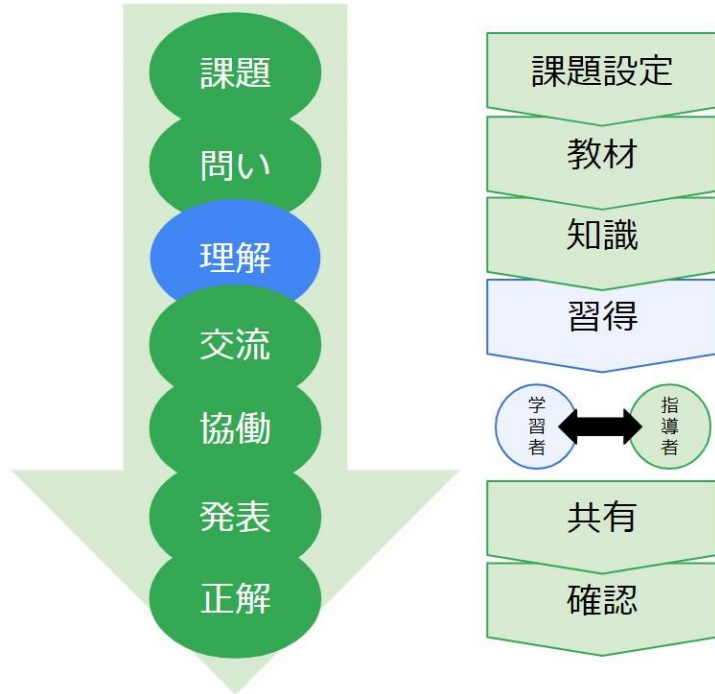 課題
問い
理解
交流
協働
発表
正解
課題設定
教材
知識
習得
学習者
指導者
共有
確認